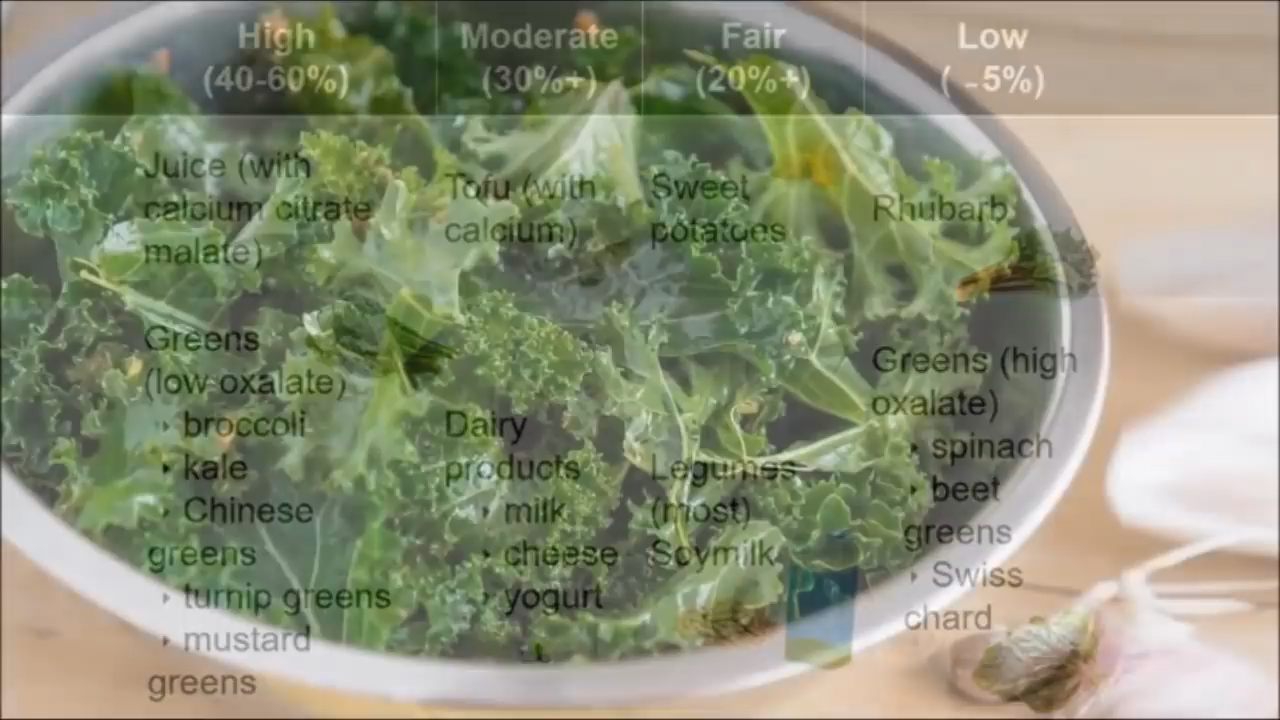 High
(40-60%)
Moderate
(30%+)
Fair
(20%+)
Low
( ~5%)
Juice (with
calcium citrate
malate)
Tofu (with
calcium)
Sweet
potatoes
Rhubarb
Greens
(low oxalate)
‣ broccoli
‣ kale
‣ Chinese
greens
‣ turnip greens
‣ mustard
greens
Dairy
products
‣ milk
‣ cheese
‣ yogurt
Legumes
(most)
Soymilk
Greens (high
oxalate)
‣ spinach
‣ beet
greens
‣ Swiss
chard